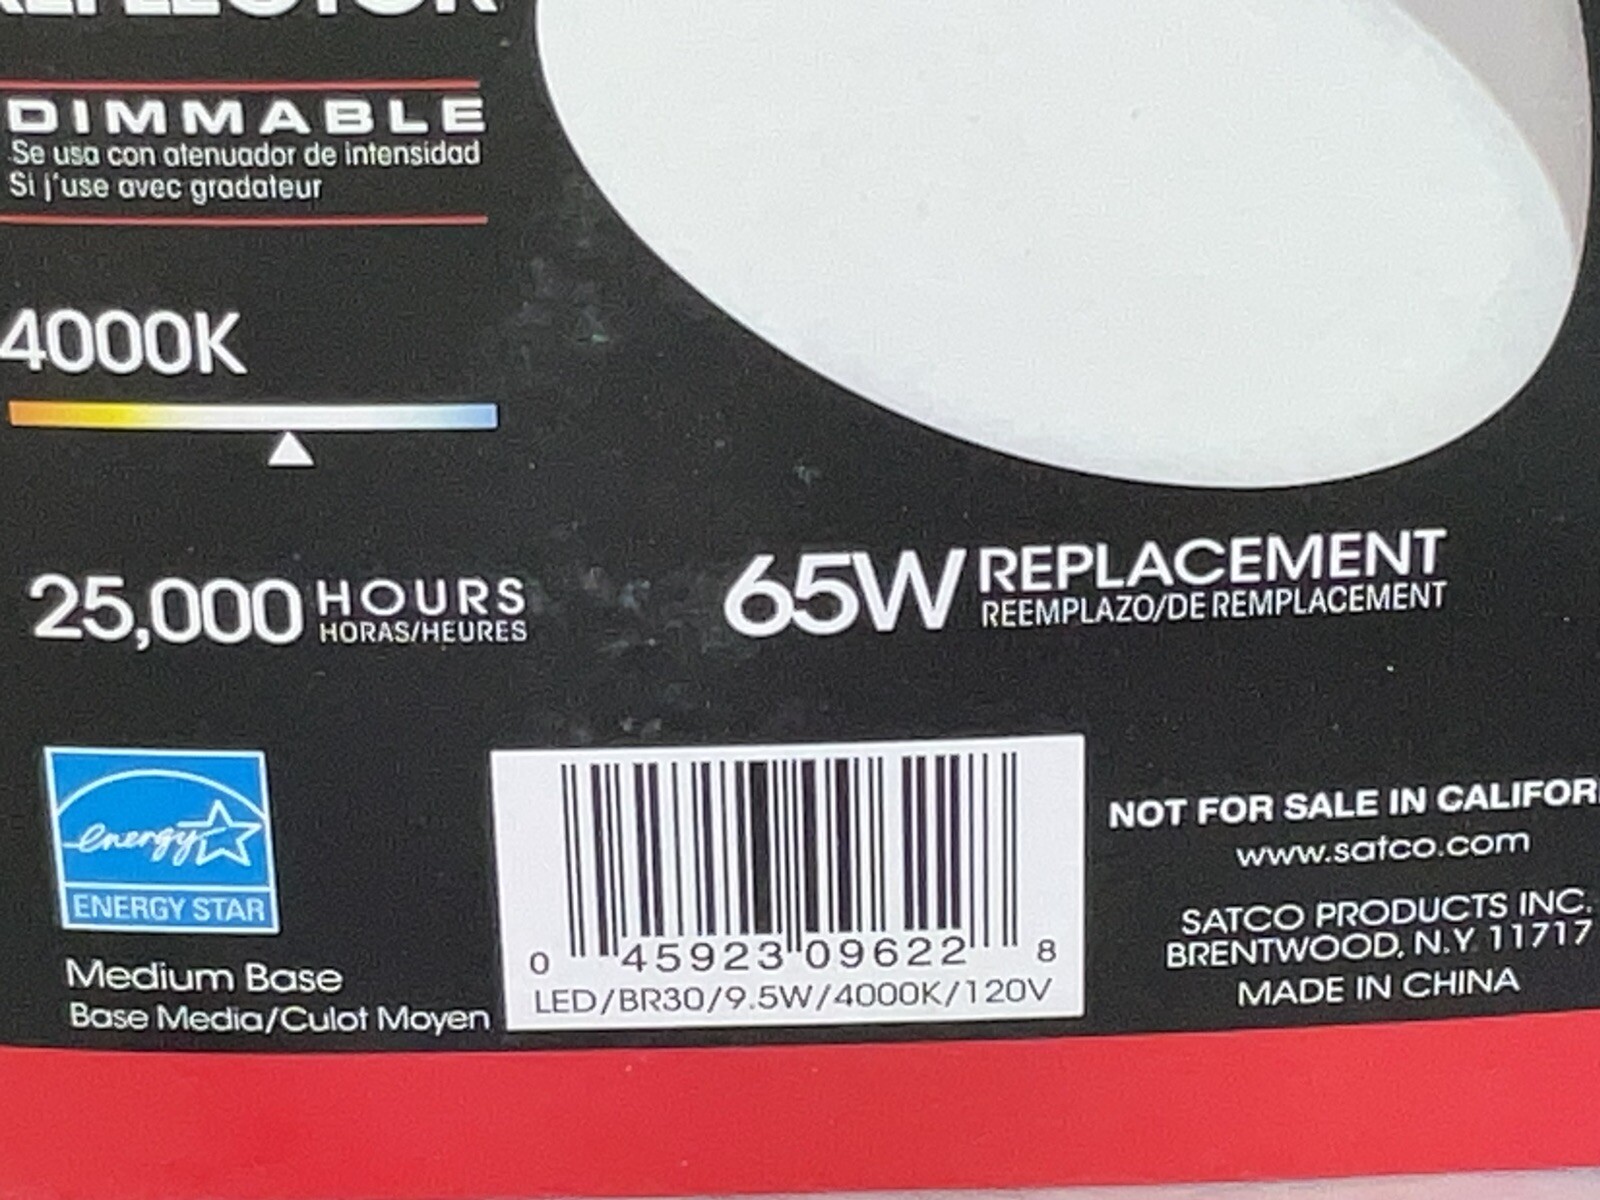 REFLECTOR
DIMMABLE
Se usa con atenuador de intensidad
Si j'use avec gradateur
4000K
25,000 HOURS
HORAS/HEURES
65W REPLACEMENT
REEMPLAZO/DE REMPLACEMENT
energy
ENERGY STAR
Medium Base
Base Media/Culot Moyen
0 45923 09622 8
LED/BR30/9.5W/4000K/120V
NOT FOR SALE IN CALIFOR
www.satco.com
SATCO PRODUCTS INC.
BRENTWOOD, N.Y 11717
MADE IN CHINA